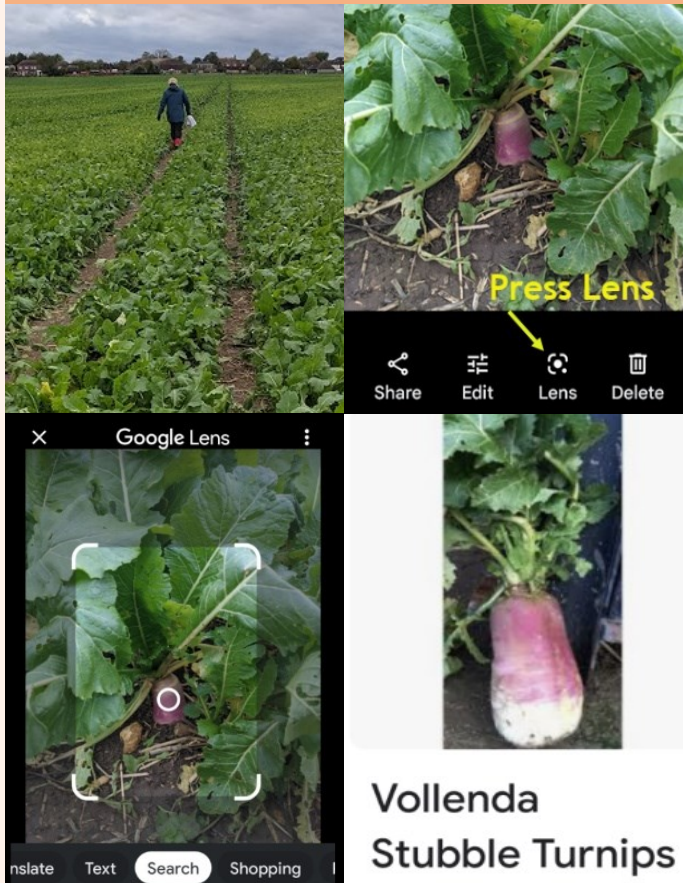 Press Lens
Share Edit Lens Delete
Google Lens
nslate Text Search Shopping
Vollenda
Stubble Turnips